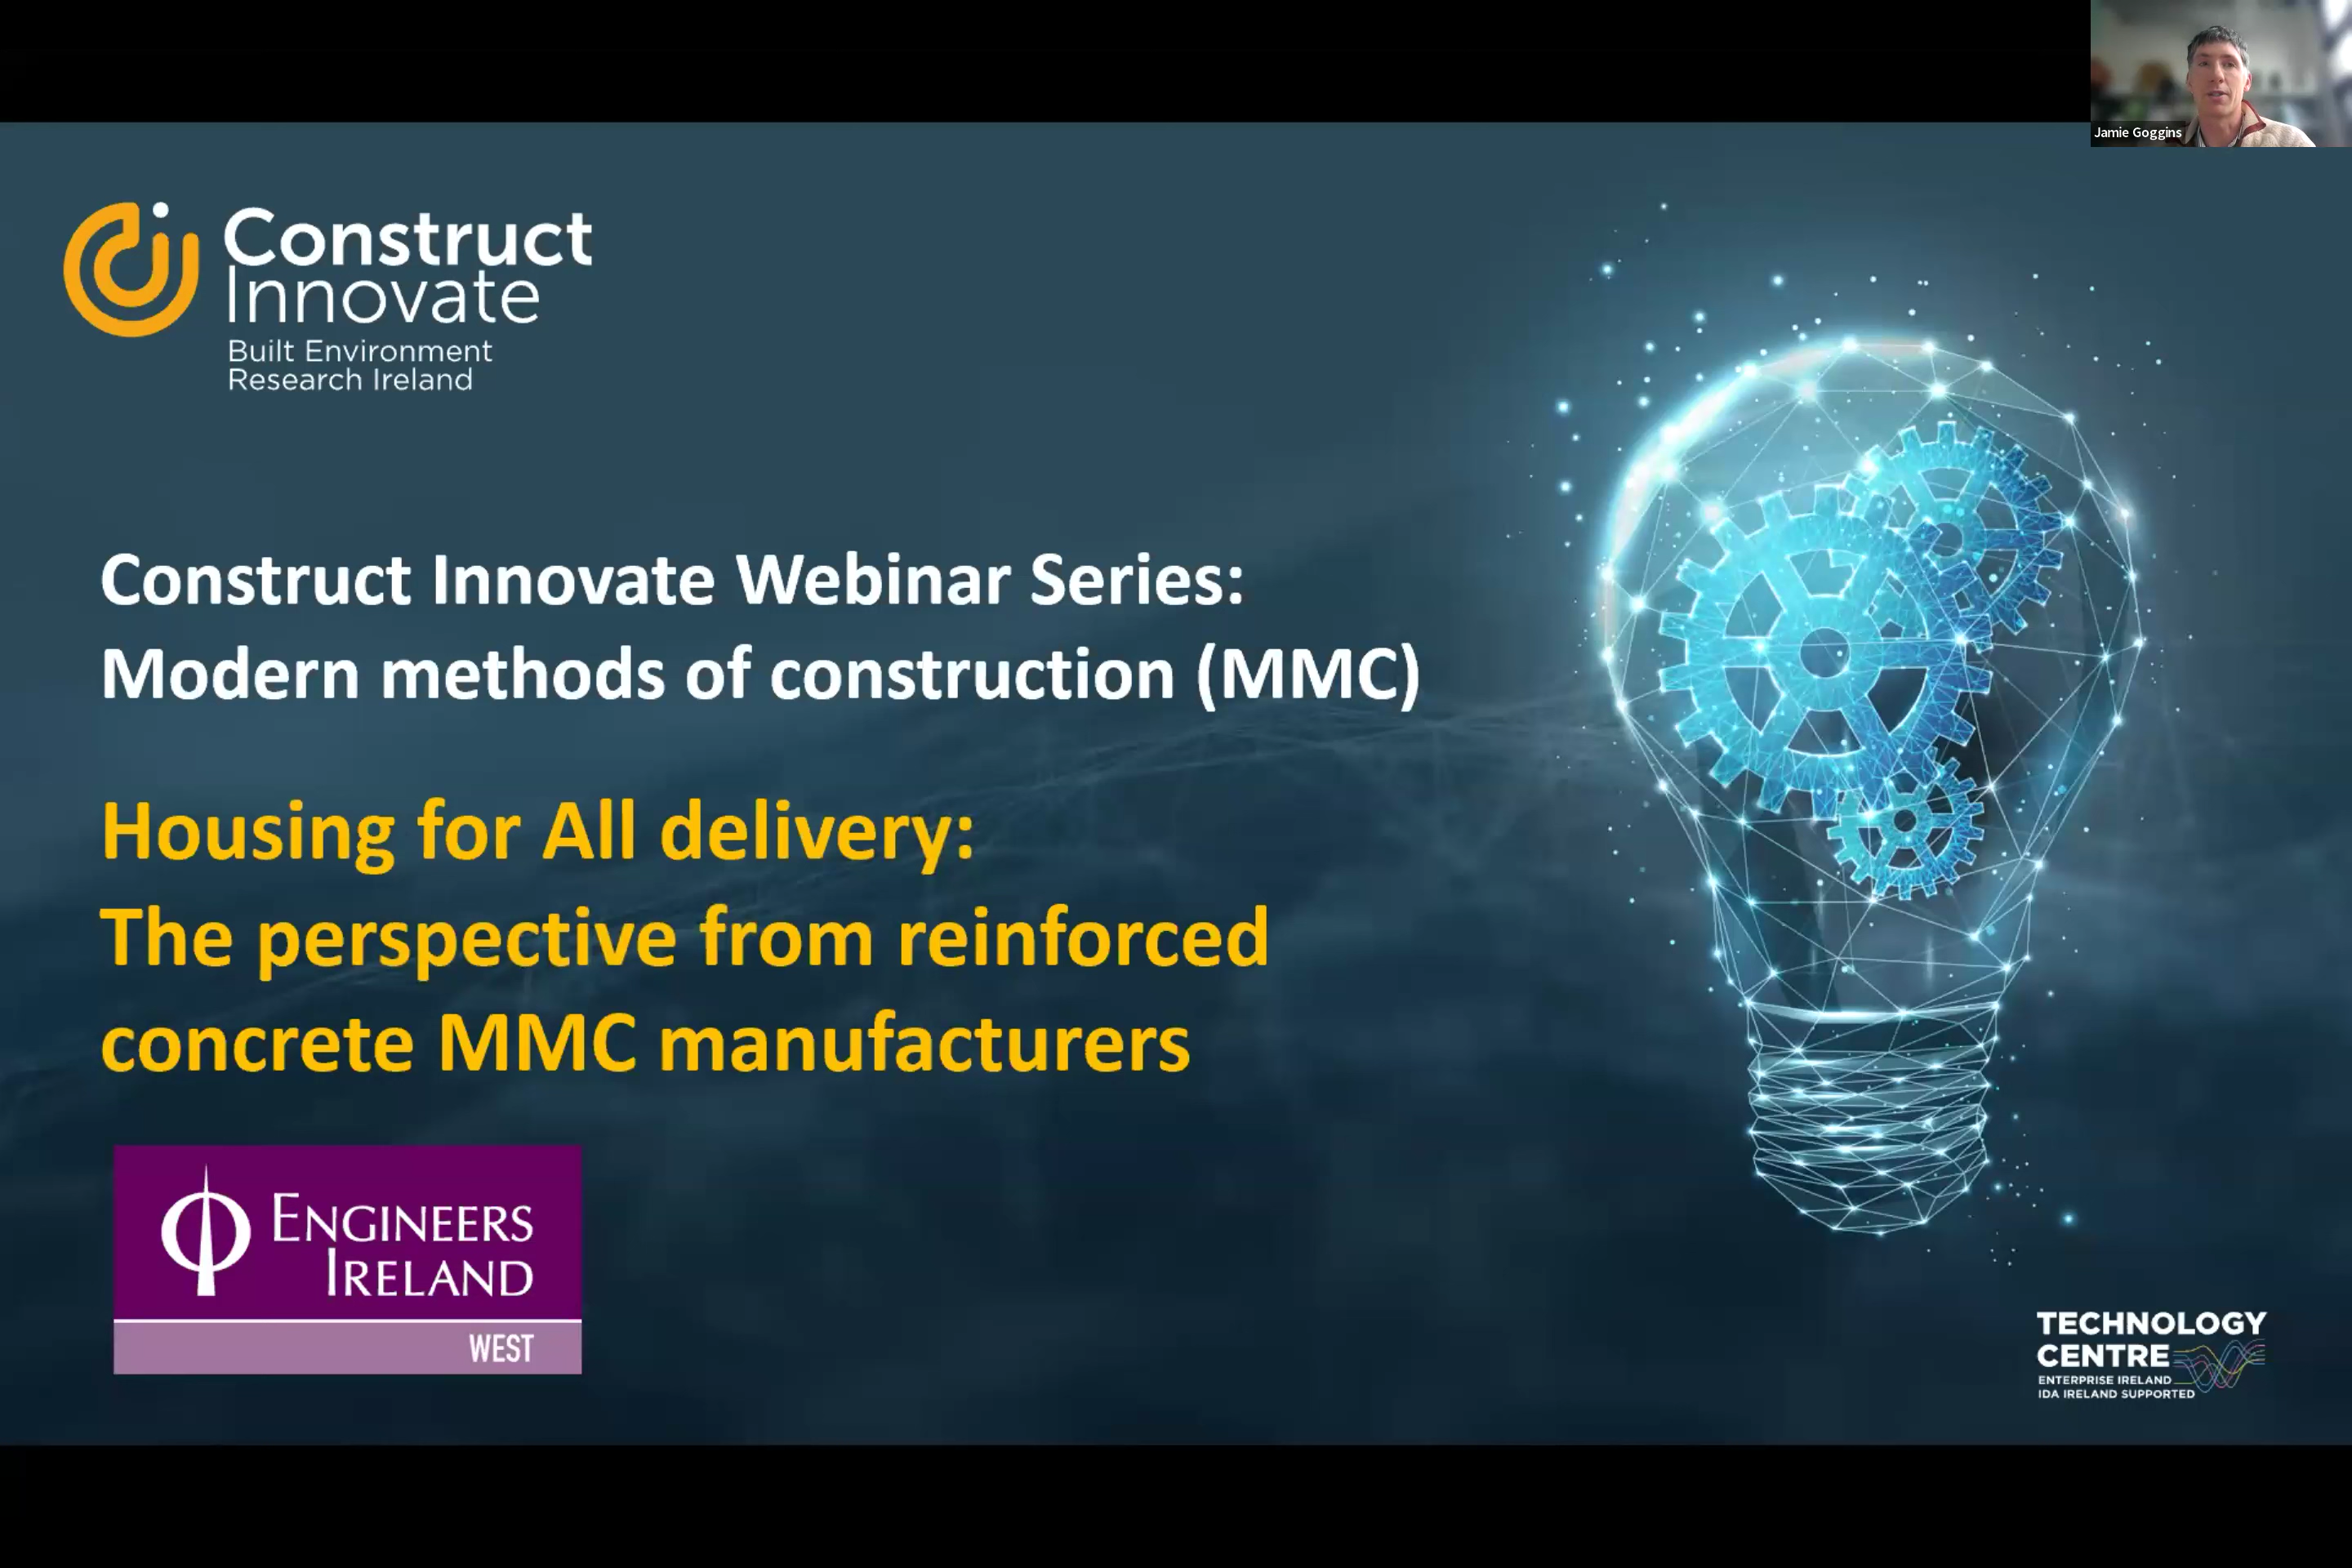 Jamie Goggins
Construct
Innovate
Built Environment
Research Ireland
Construct Innovate Webinar Series:
Modern methods of construction (MMC)
Housing for All delivery:
The perspective from reinforced
concrete MMC manufacturers
ENGINEERS
IRELAND
WEST
TECHNOLOGY
CENTRE
ENTERPRISE IRELAND
IDA IRELAND SUPPORTED